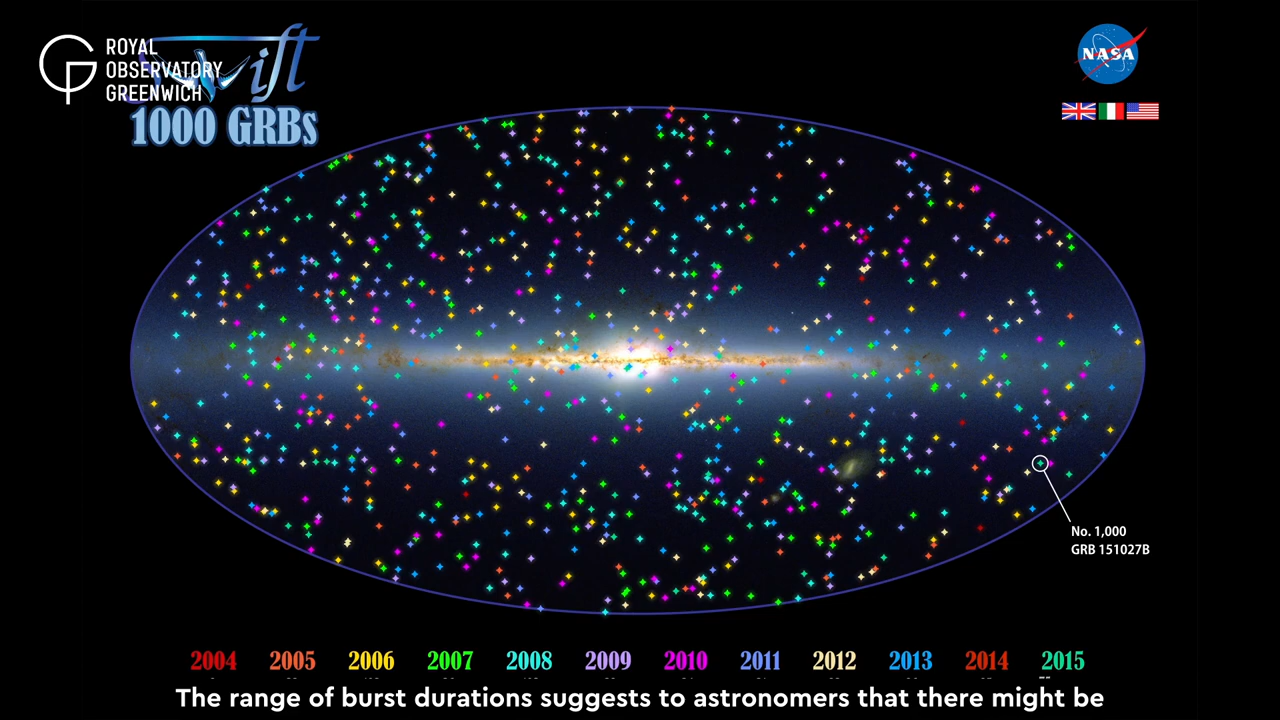 ROYAL
OBSERVATORY
GREENWICH
Swift
1000 GRBs
NASA
No. 1,000
GRB 151027B
2004 2005 2006 2007 2008 2009 2010 2011 2012 2013 2014 2015
The range of burst durations suggests to astronomers that there might be